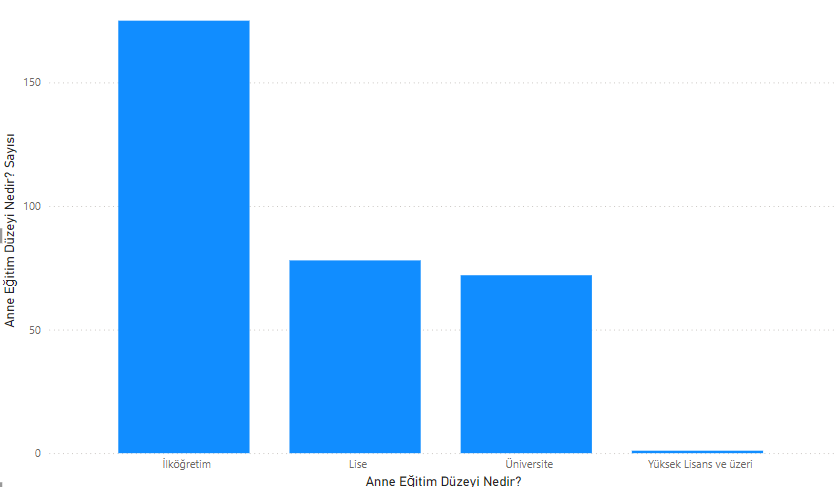 Anne Eğitim Düzeyi Nedir? Sayısı
150
100
50
0
İlköğretim
Lise
Üniversite
Yüksek Lisans ve üzeri
Anne Eğitim Düzeyi Nedir?